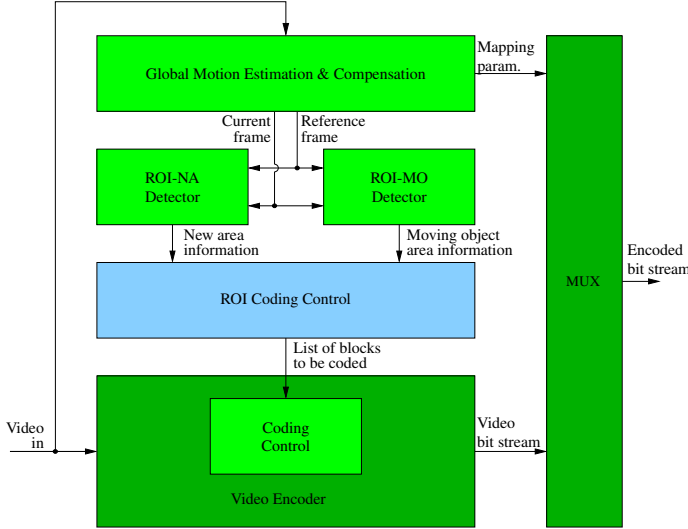 Global Motion Estimation & Compensation
Mapping
param.
Current
frame
Reference
frame
ROI-NA
Detector
ROI-MO
Detector
New area
information
Moving object
area information
ROI Coding Control
MUX
Encoded
bit stream
List of blocks
to be coded
Video
in
Coding
Control
Video
bit stream
Video Encoder